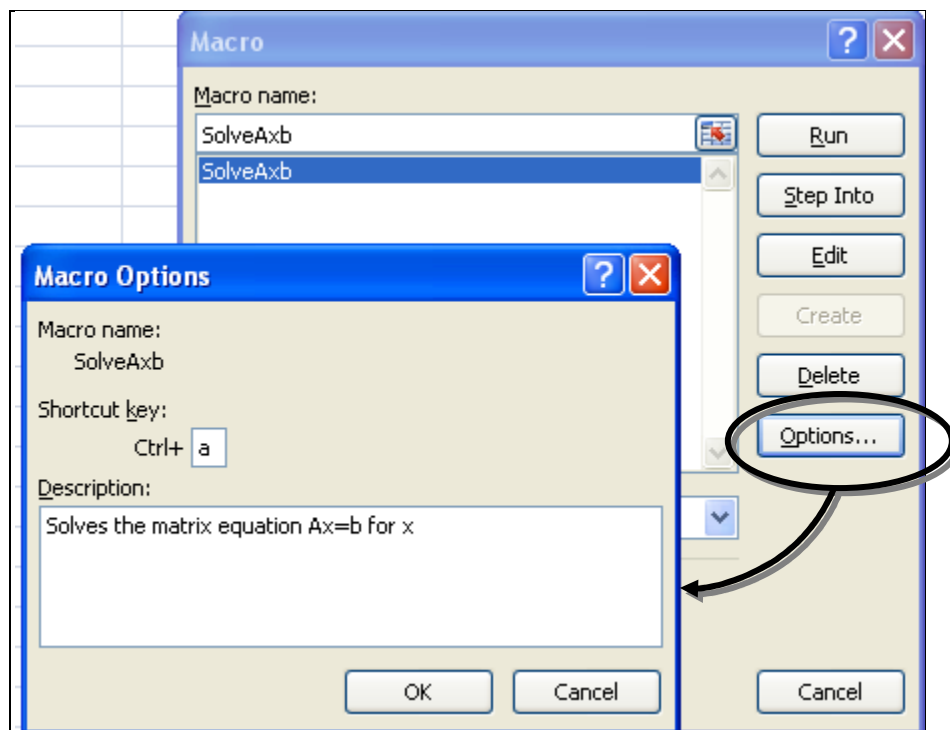 Macro
Macro name:
SolveAxb
SolveAxb
Run
Step Into
Edit
Create
Delete
Options...
Cancel
Macro Options
Macro name:
SolveAxb
Shortcut key:
Ctrl+ a
Description:
Solves the matrix equation Ax=b for x
OK
Cancel